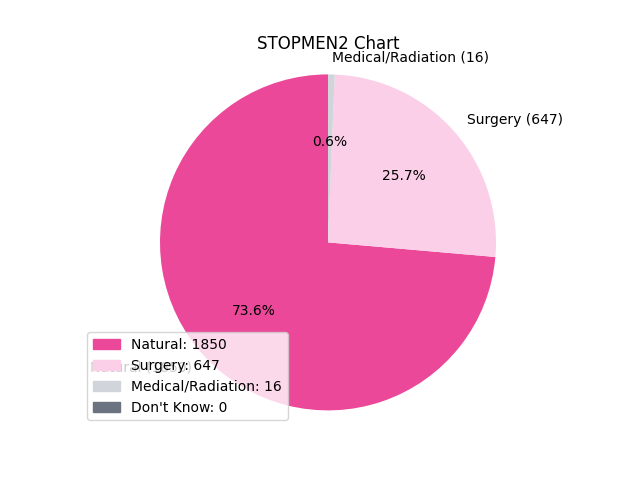 STOPMEN2 Chart
Medical/Radiation (16)
Surgery (647)
0.6%
25.7%
73.6%
Natural: 1850
Surgery: 647
Medical/Radiation: 16
Don't Know: 0